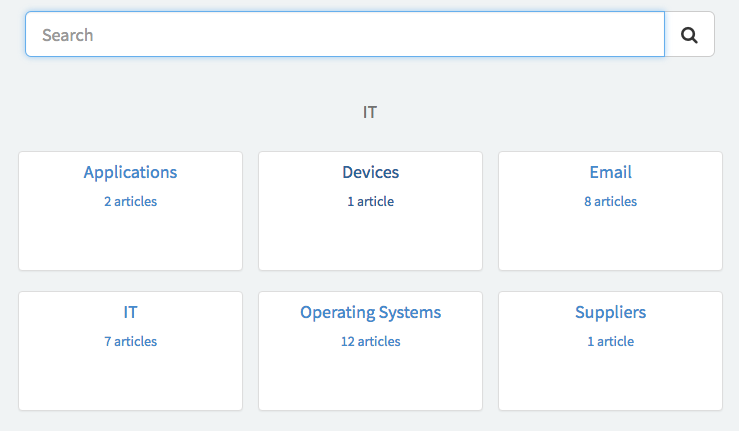 Search
IT
Applications
2 articles
Devices
1 article
Email
8 articles
IT
7 articles
Operating Systems
12 articles
Suppliers
1 article